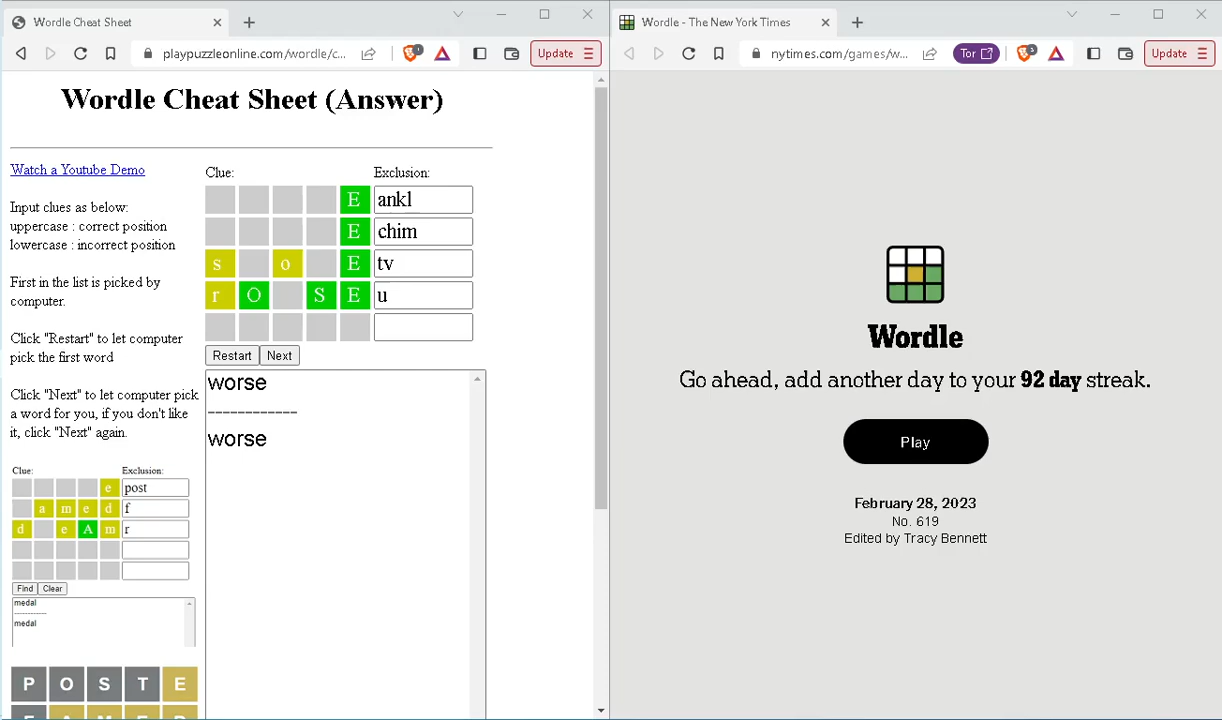 Wordle Cheat Sheet
playpuzzleonline.com/wordle/c...
Update
Wordle Cheat Sheet (Answer)
Watch a Youtube Demo
Input clues as below:
uppercase : correct position
lowercase : incorrect position
First in the list is picked by
computer.
Click "Restart" to let computer
pick the first word
Click "Next" to let computer pick
a word for you, if you don't like
it, click "Next" again.
Clue: Exclusion:
e post
a m e d f
d e A m r
Find Clear
medal
------------
medal
P O S T E
Clue: Exclusion:
E ankl
E chim
s o E tv
r O S E u
Restart Next
worse
-------------
worse
Wordle - The New York Times
nytimes.com/games/w...
Tor
3
Update
Wordle
Go ahead, add another day to your 92 day streak.
Play
February 28, 2023
No. 619
Edited by Tracy Bennett